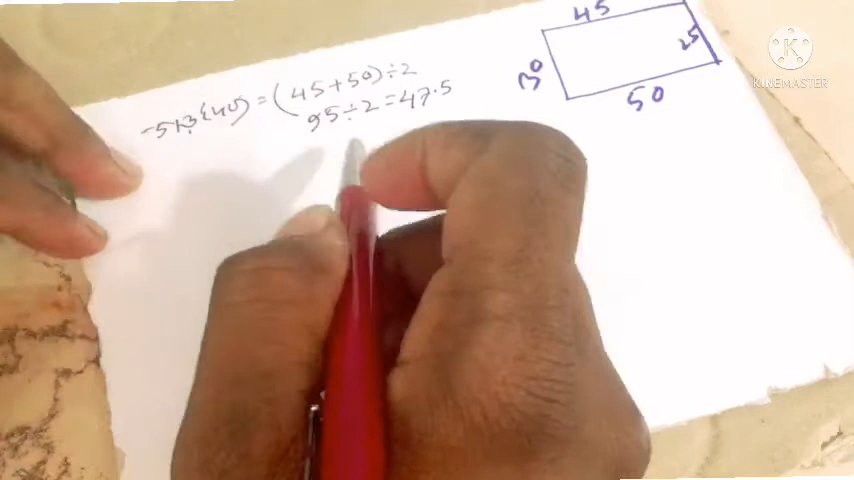 = (45+50) ÷ 2
95 ÷ 2 = 47.5
45
30
25
50
KINEMASTER